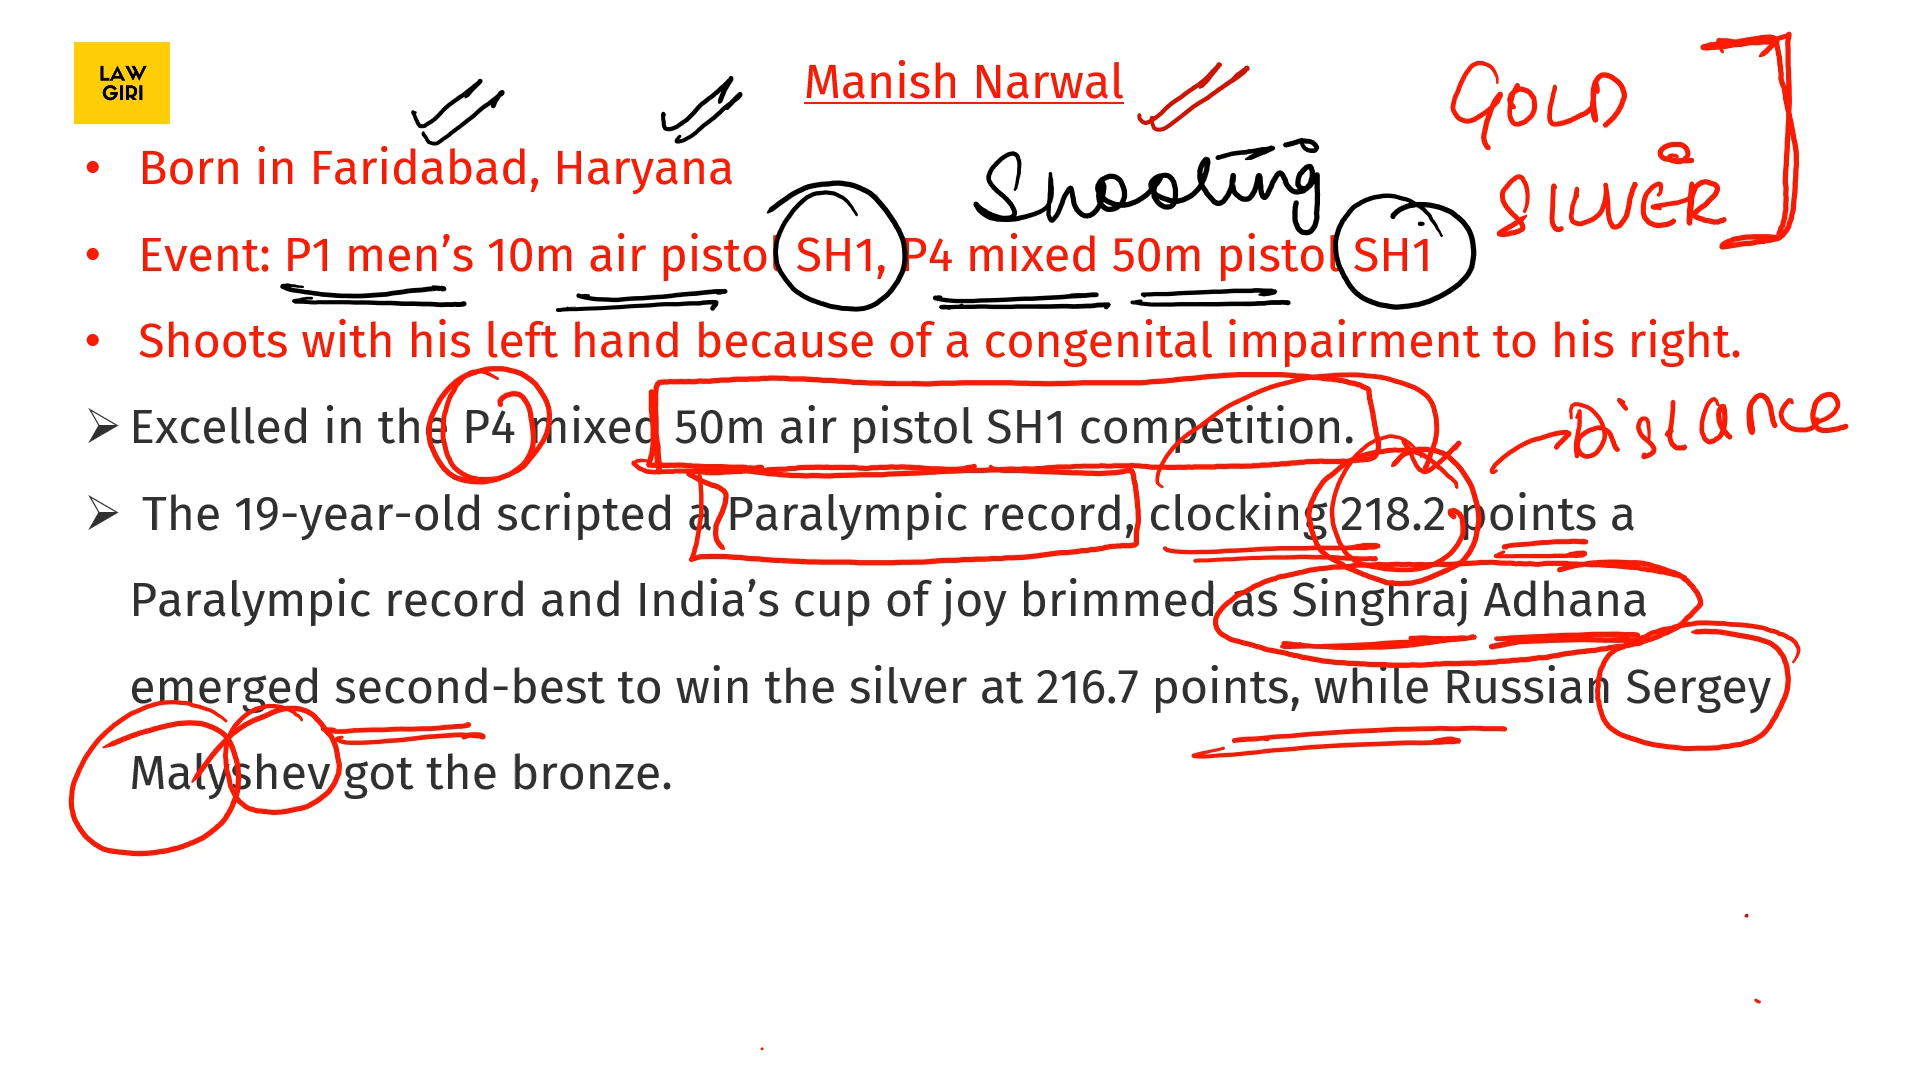 LAW
GIRI
Manish Narwal
GOLD
SILVER
• Born in Faridabad, Haryana
Shooting
• Event: P1 men’s 10m air pistol SH1, P4 mixed 50m pistol SH1
• Shoots with his left hand because of a congenital impairment to his right.
➢ Excelled in the P4 mixed 50m air pistol SH1 competition.
Distance
➢ The 19-year-old scripted a Paralympic record, clocking 218.2 points a
Paralympic record and India’s cup of joy brimmed as Singhraj Adhana
emerged second-best to win the silver at 216.7 points, while Russian Sergey
Malyshev got the bronze.